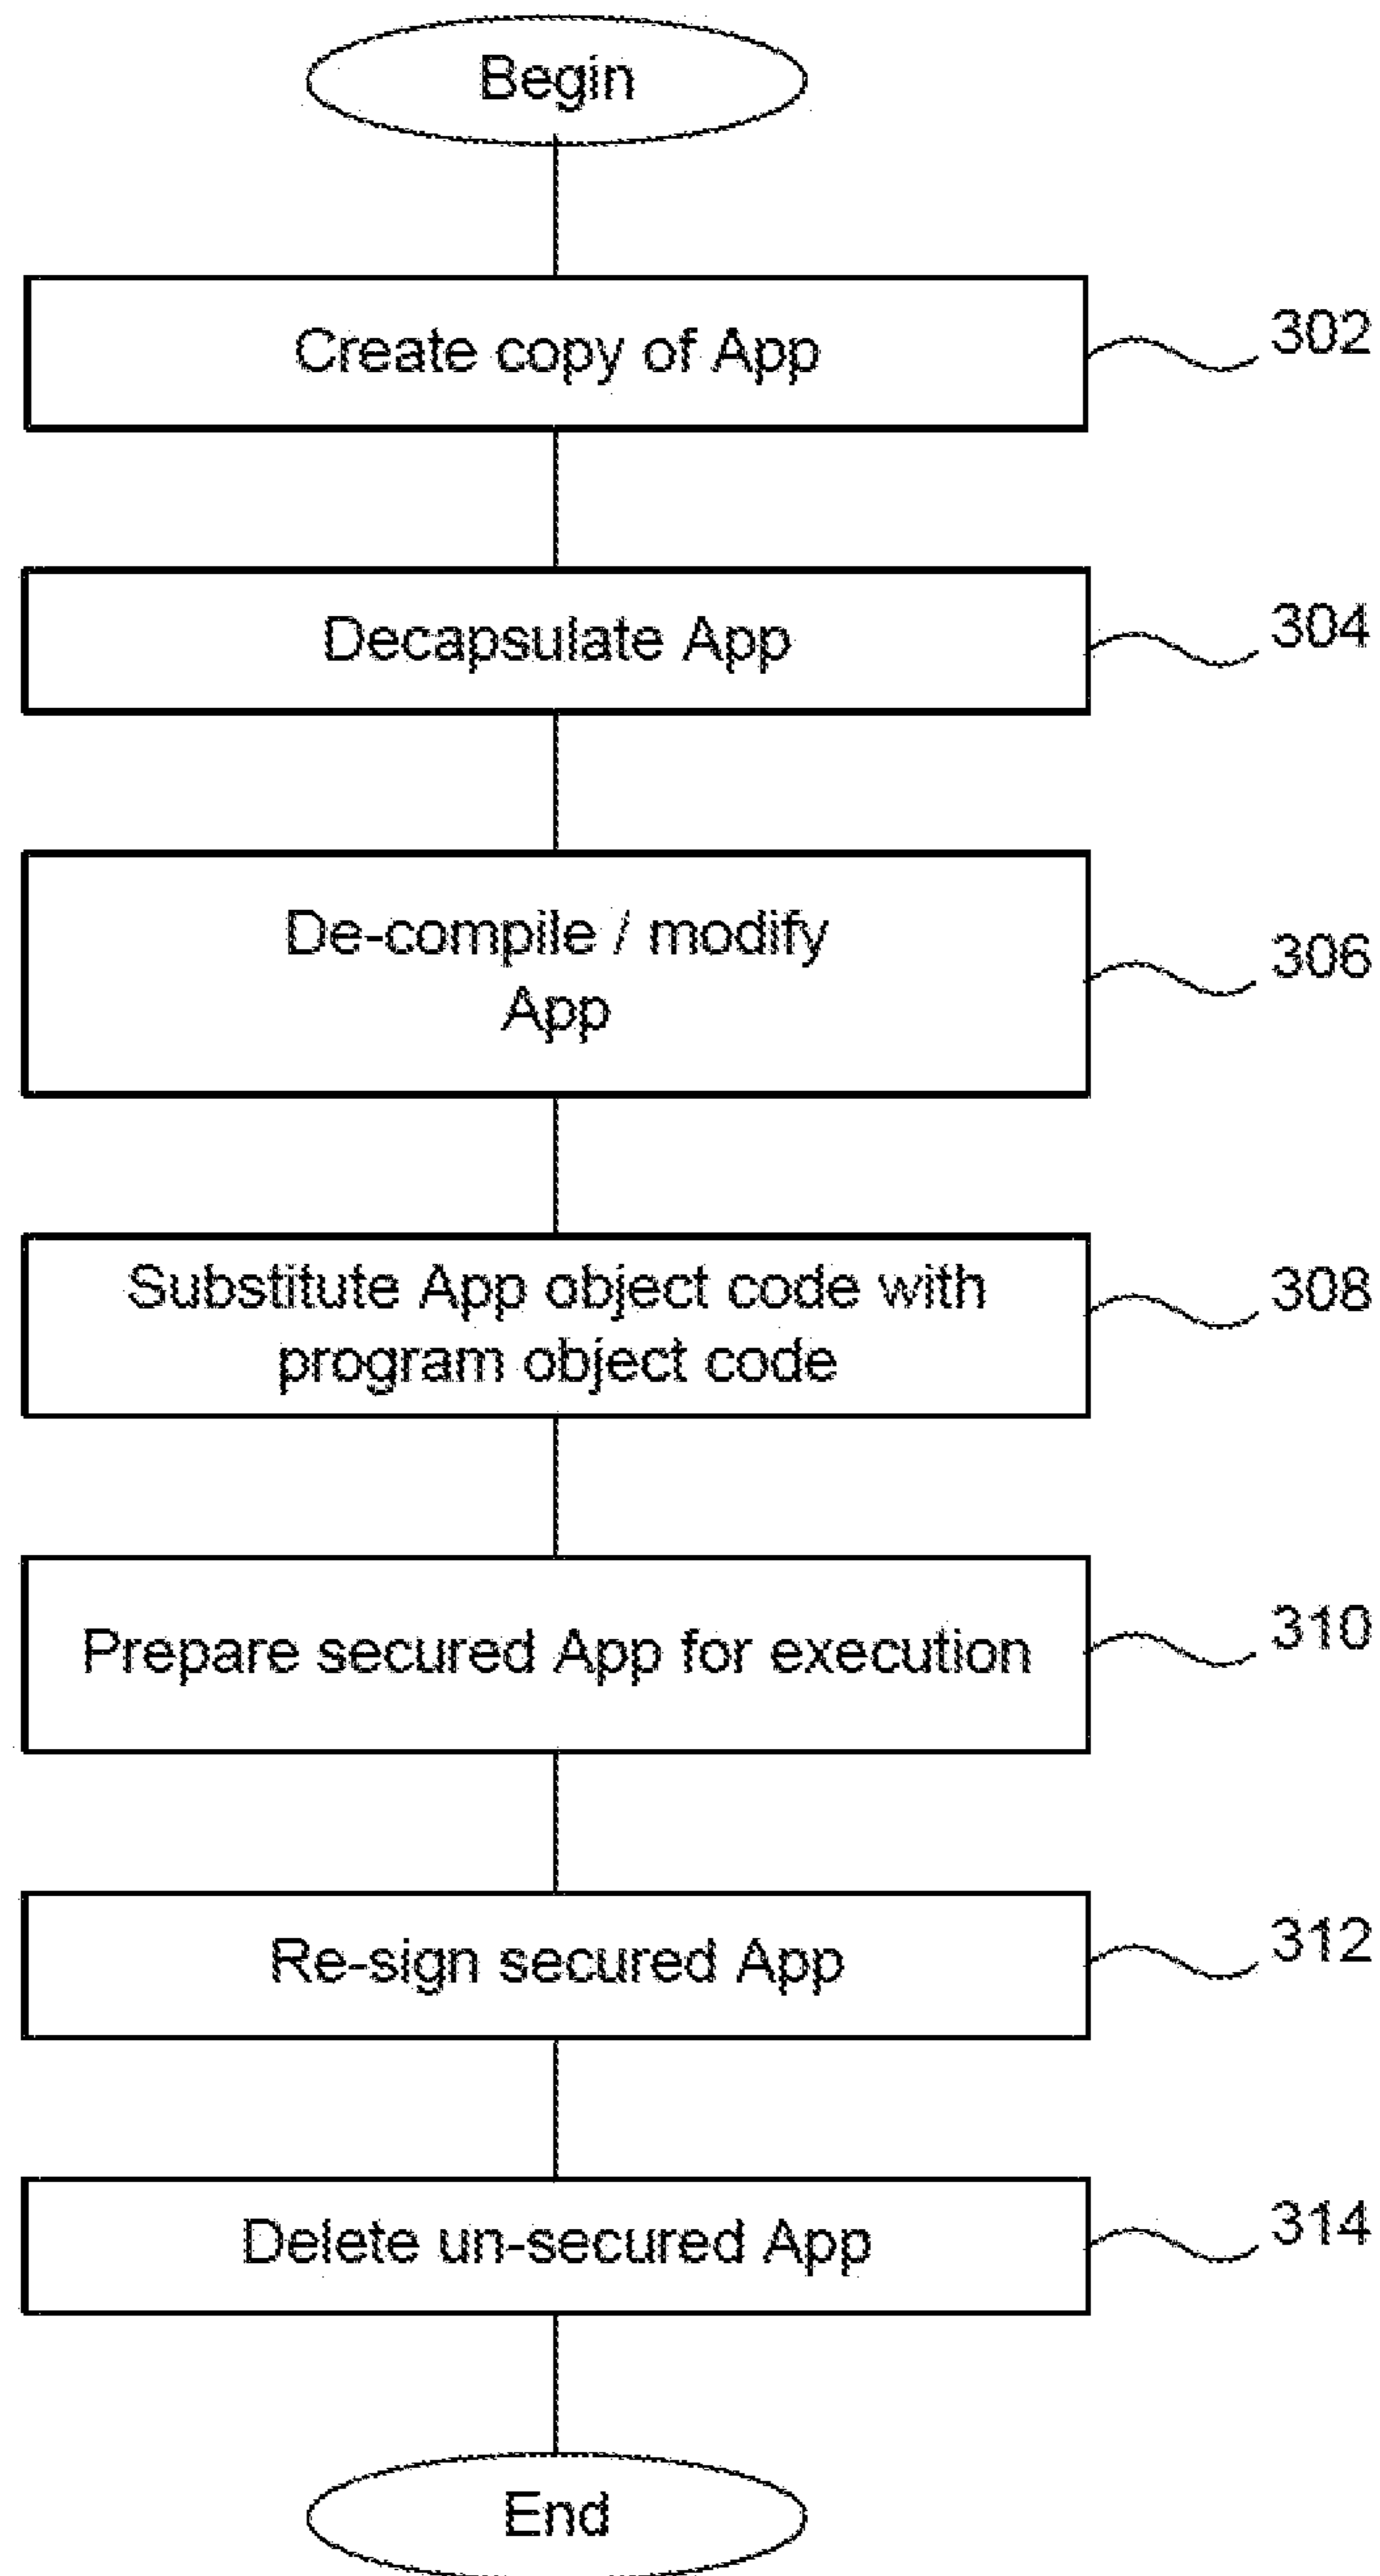 Begin
Create copy of App
302
Decapsulate App
304
De-compile / modify
App
306
Substitute App object code with
program object code
308
Prepare secured App for execution
310
Re-sign secured App
312
Delete un-secured App
314
End